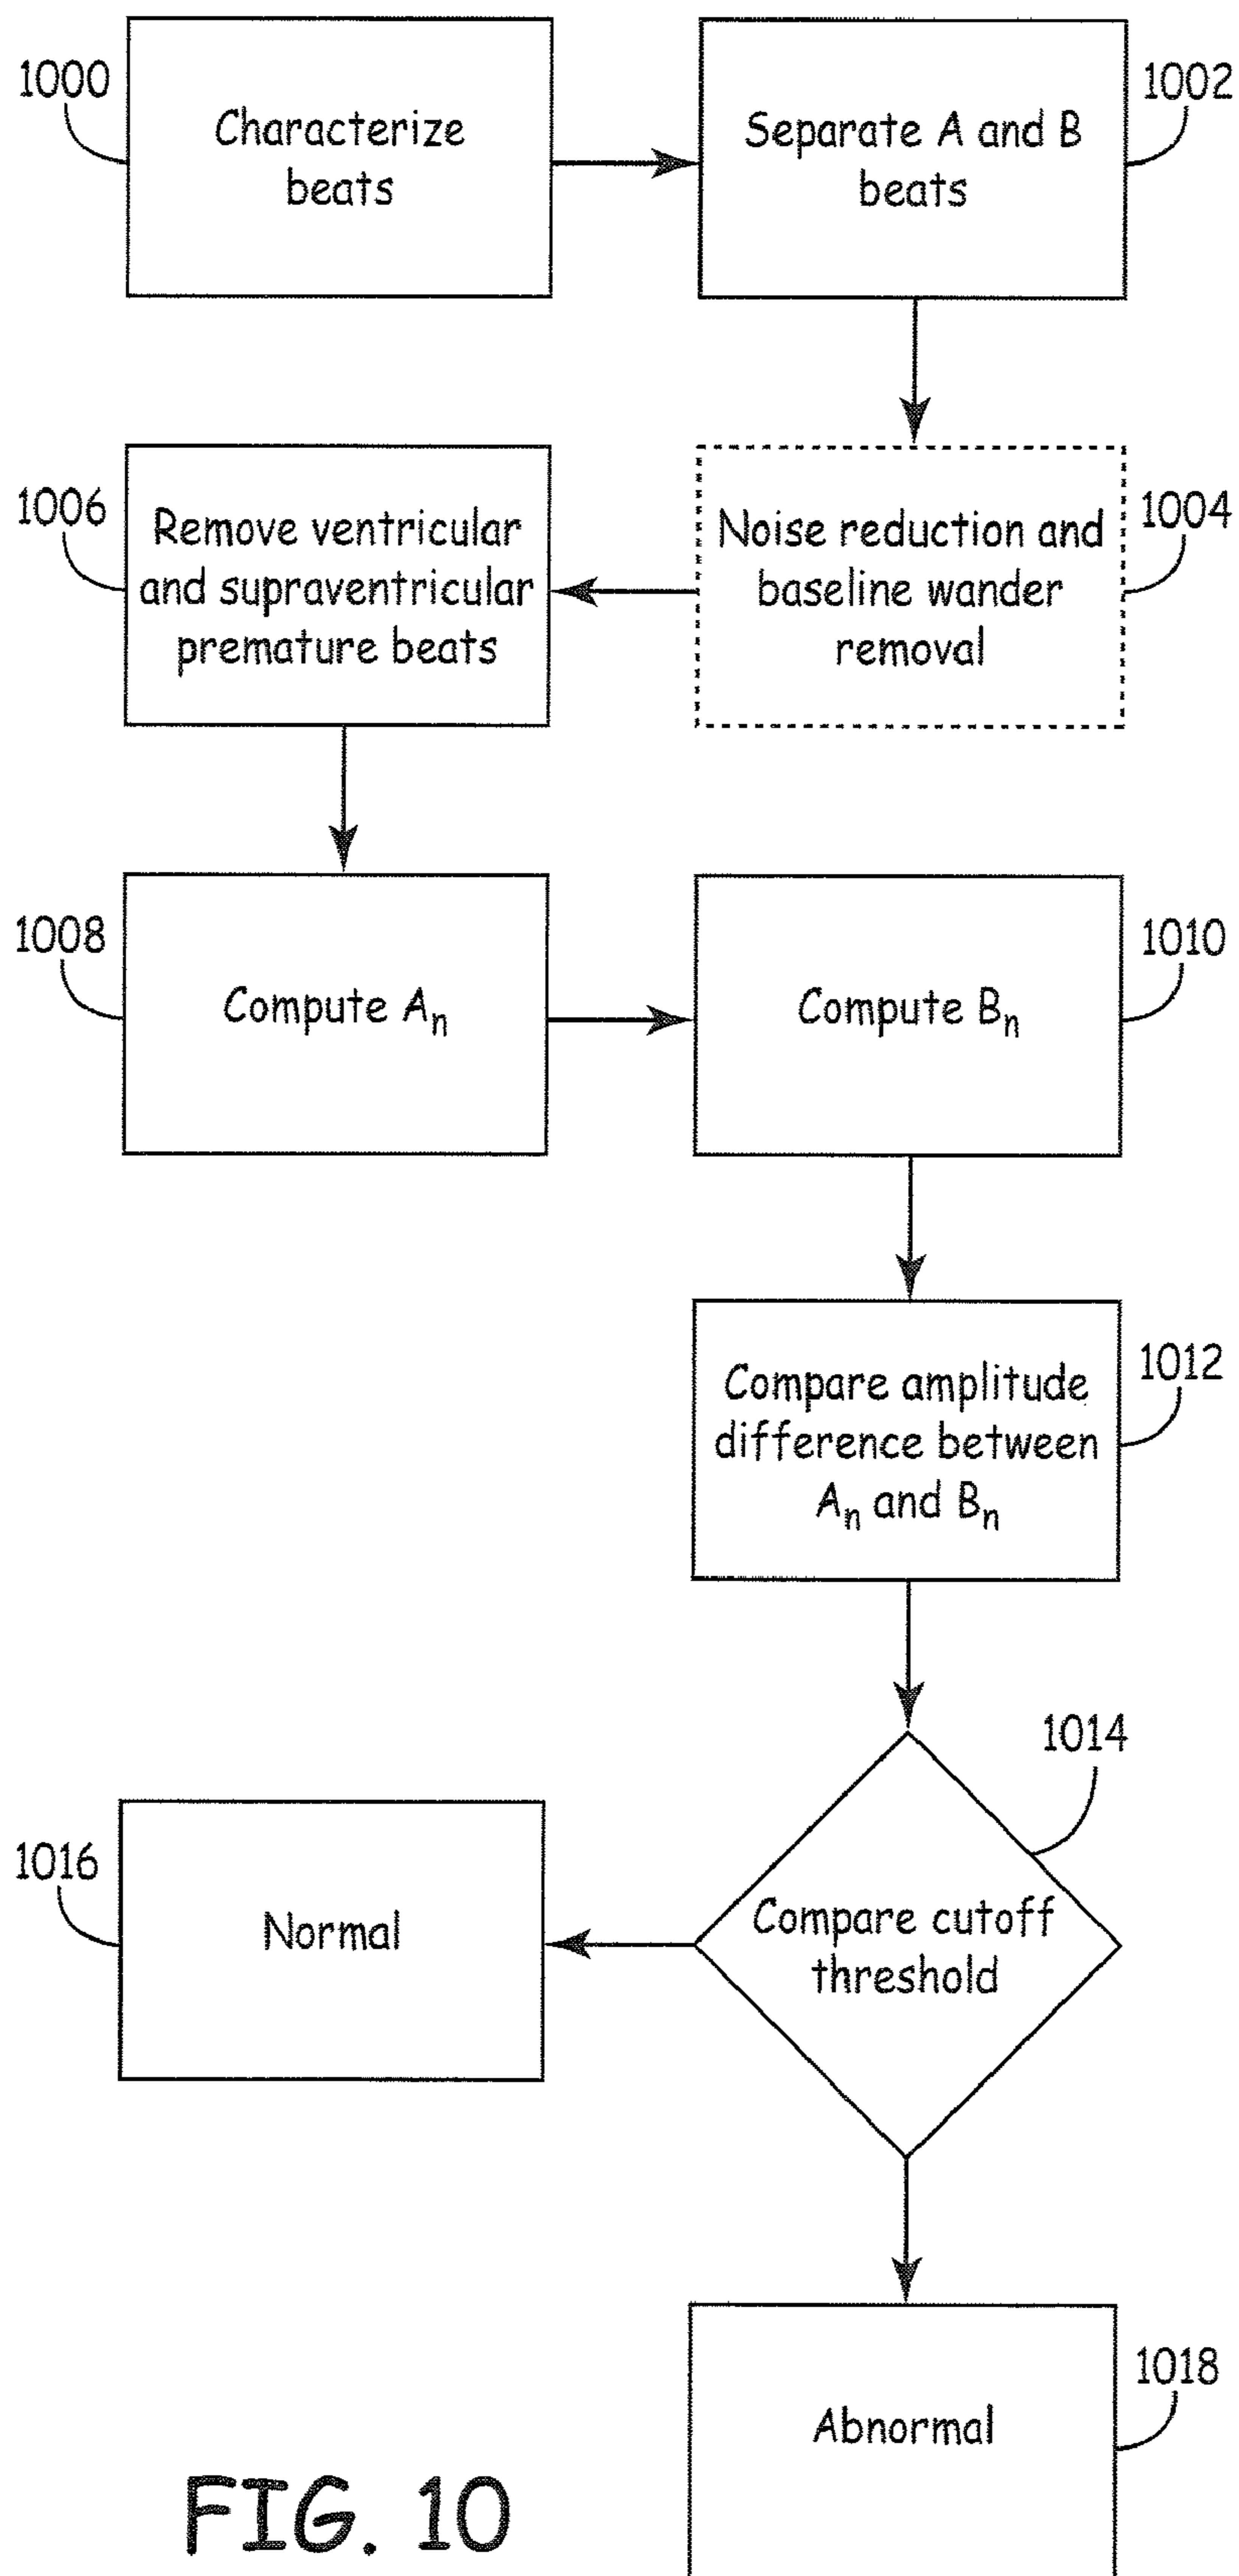 1000
Characterize
beats
Separate A and B
beats
1002
1006
Remove ventricular
and supraventricular
premature beats
Noise reduction and
baseline wander
removal
1004
1008
Compute Aₙ
Compute Bₙ
1010
Compare amplitude
difference between
Aₙ and Bₙ
1012
1014
Compare cutoff
threshold
1016
Normal
Abnormal
1018
FIG. 10